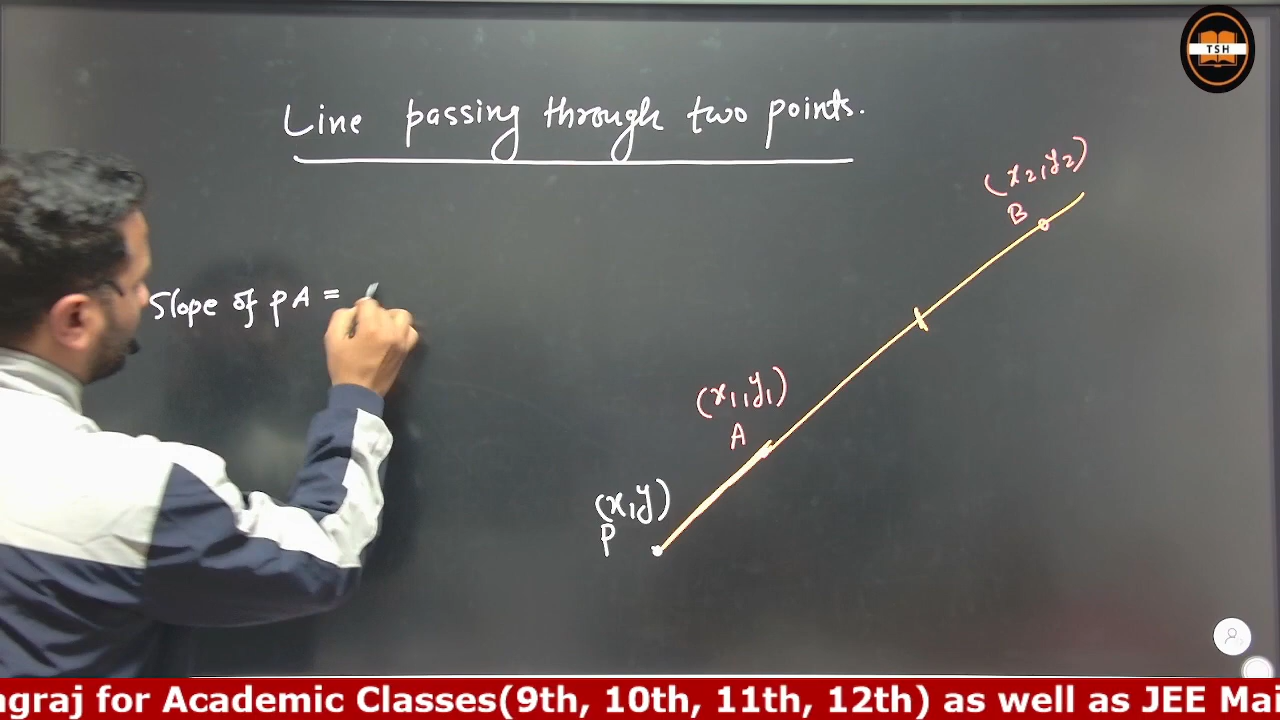 TSH
Line passing through two points.
(x2,y2)
B
Slope of PA =
(x1,y1)
A
(x,y)
P
agraj for Academic Classes(9th, 10th, 11th, 12th) as well as JEE Mai